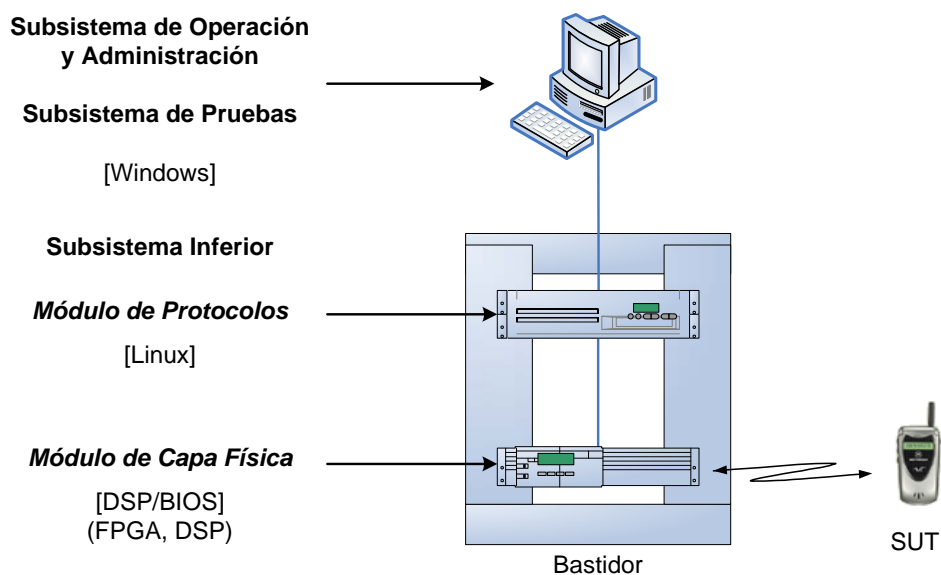 Subsistema de Operación
y Administración
Subsistema de Pruebas
[Windows]
Subsistema Inferior
Módulo de Protocolos
[Linux]
Módulo de Capa Física
[DSP/BIOS]
(FPGA, DSP)
Bastidor
SUT